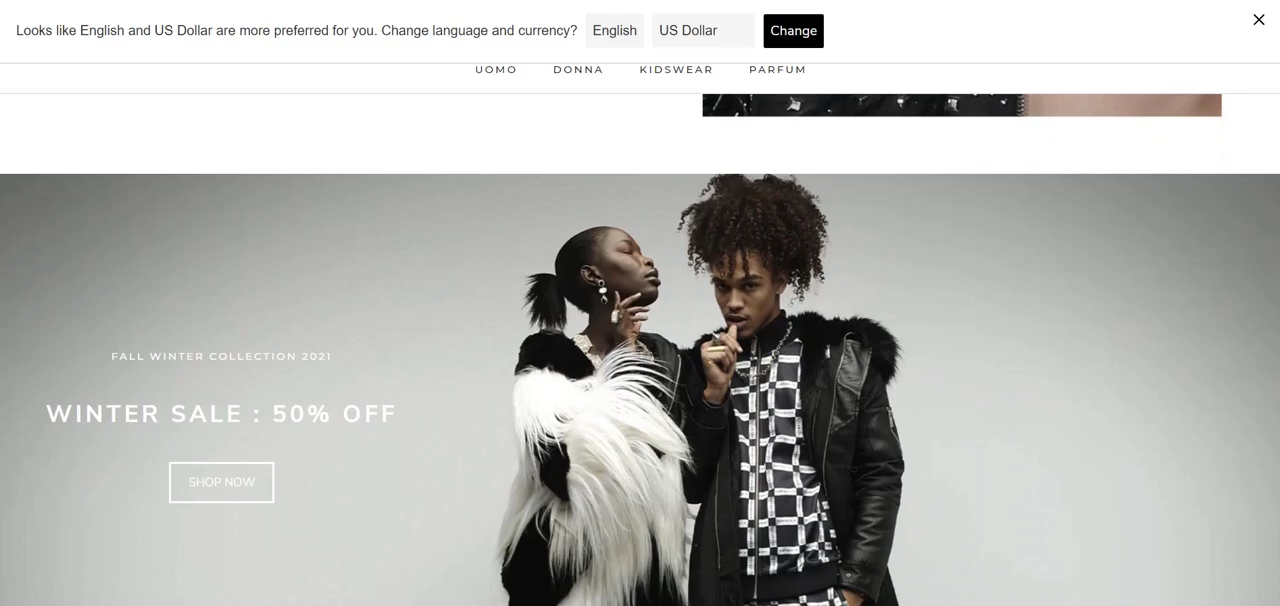 Looks like English and US Dollar are more preferred for you. Change language and currency? English US Dollar Change
UOMO DONNA KIDSWEAR PARFUM
FALL WINTER COLLECTION 2021
WINTER SALE : 50% OFF
SHOP NOW